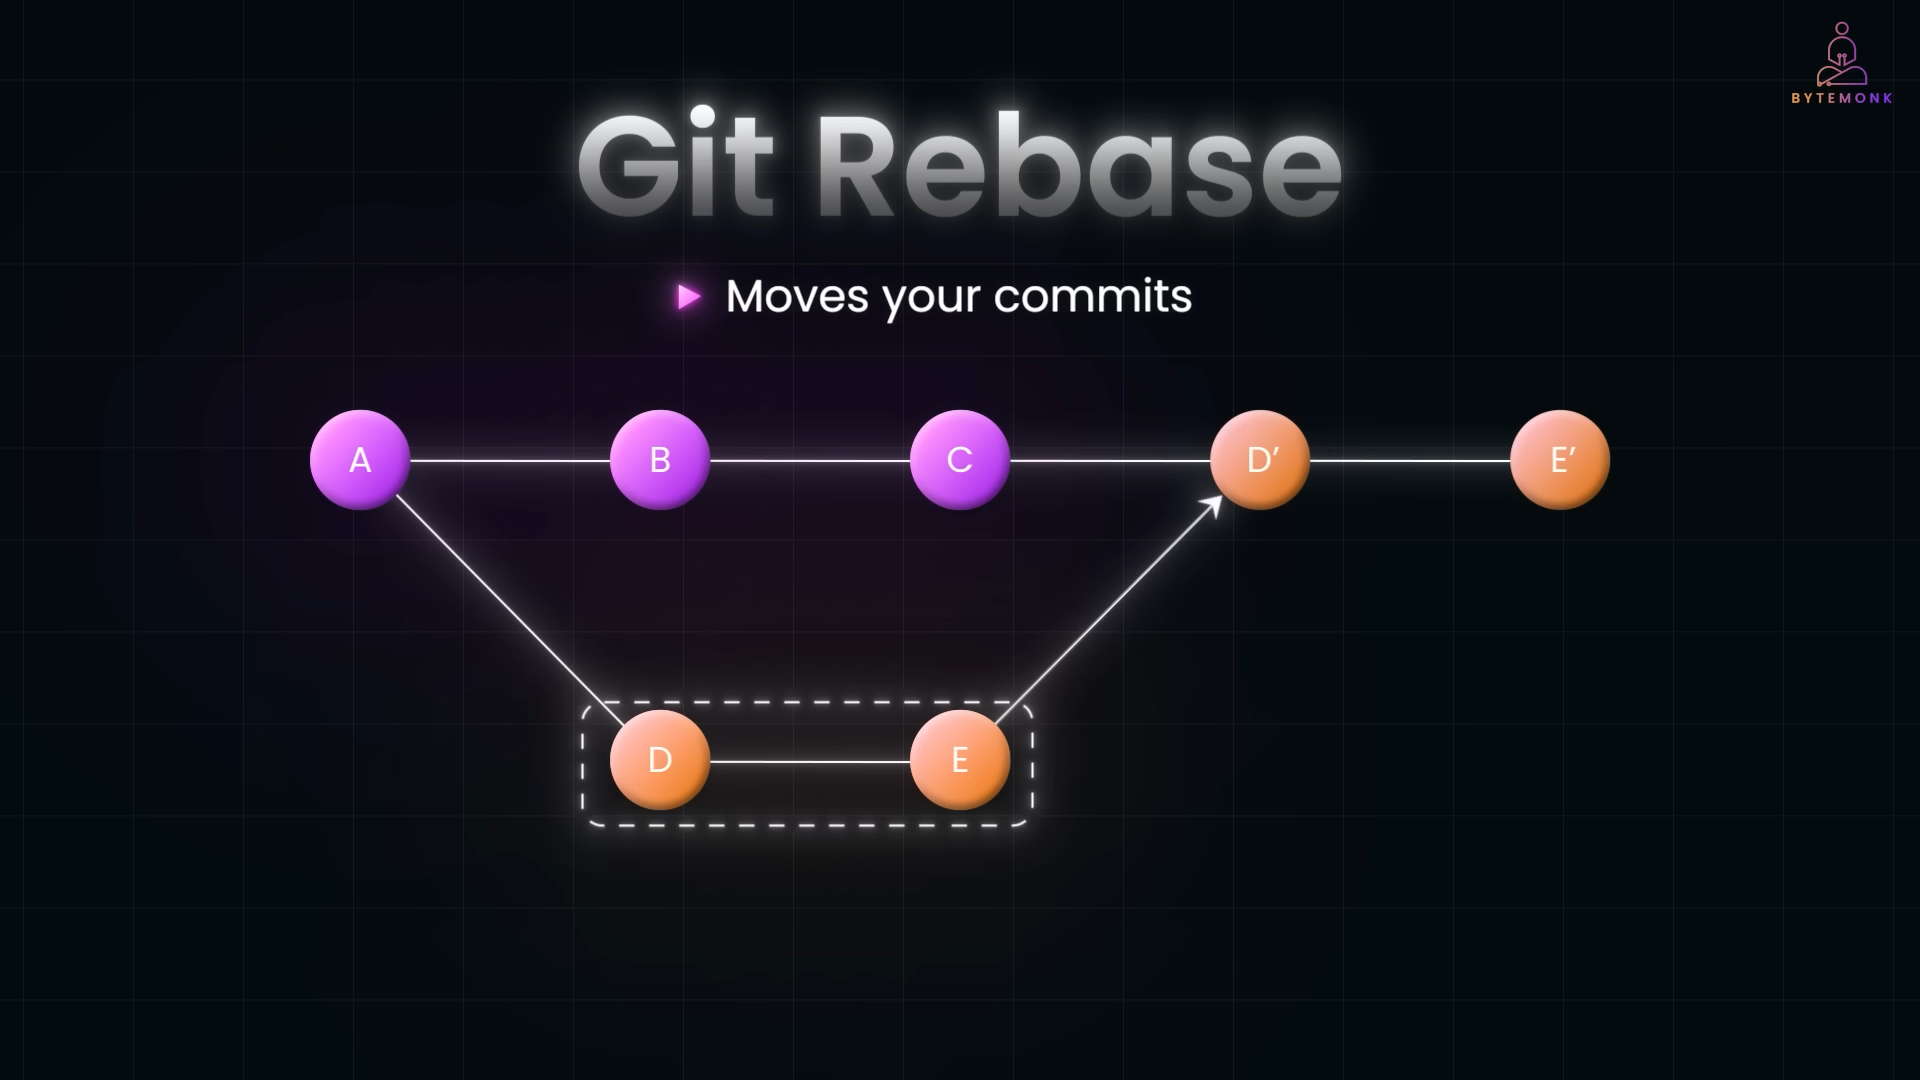 BYTEMONK
Git Rebase
Moves your commits
A B C D’ E’
D E